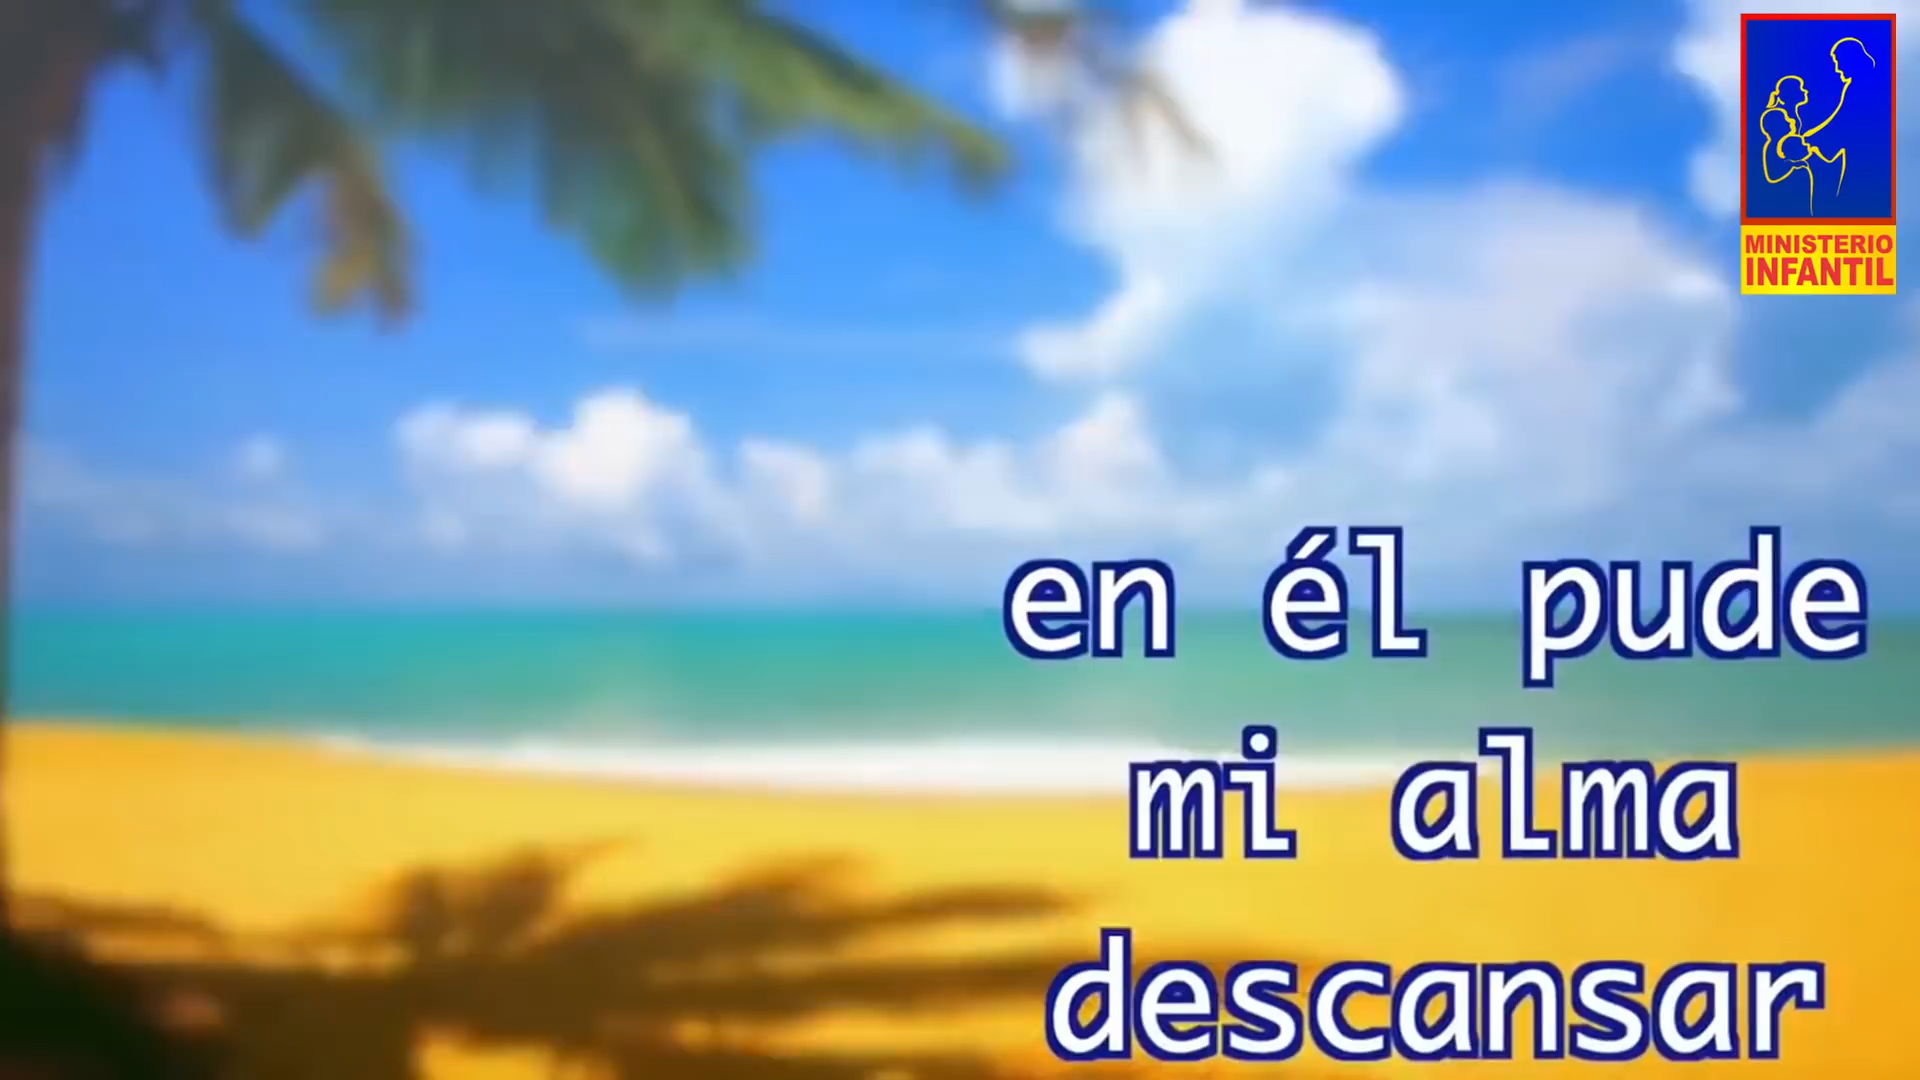 MINISTERIO
INFANTIL
en él pude
mi alma
descansar